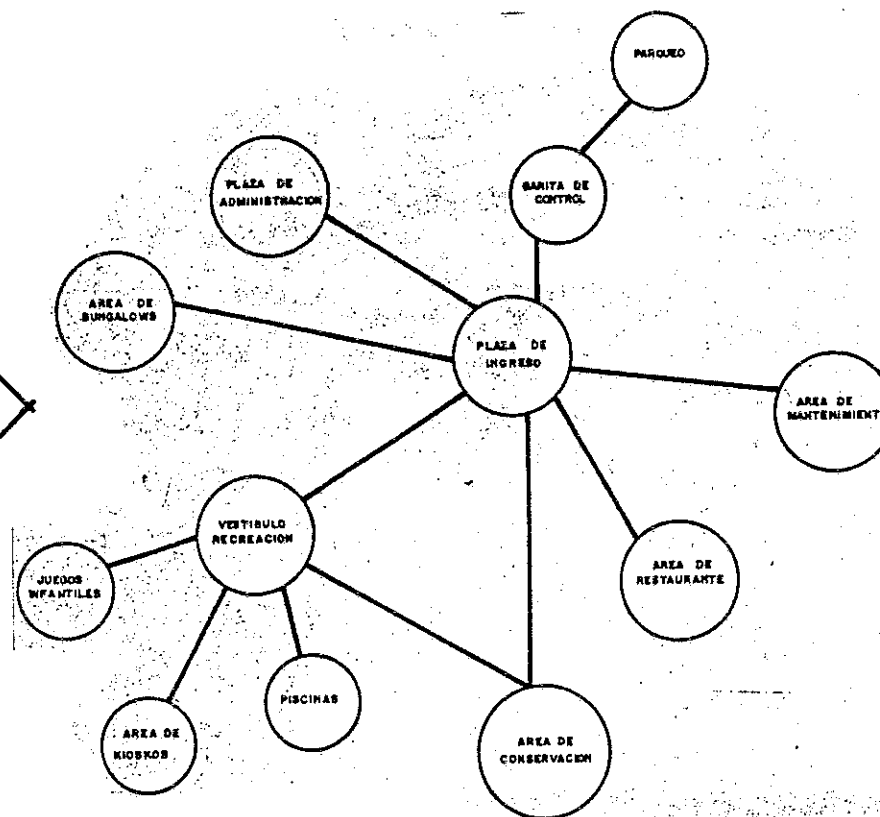 PARQUEO
PLAZA DE
ADMINISTRACION
GARITA DE
CONTROL
AREA DE
BUNGALOWS
PLAZA DE
INGRESO
AREA DE
MANTENIMIENT
VESTIBULO
RECREACION
JUEGOS
INFANTILES
AREA DE
RESTAURANTE
PISCINAS
AREA DE
KIOSKOS
AREA DE
CONSERVACION